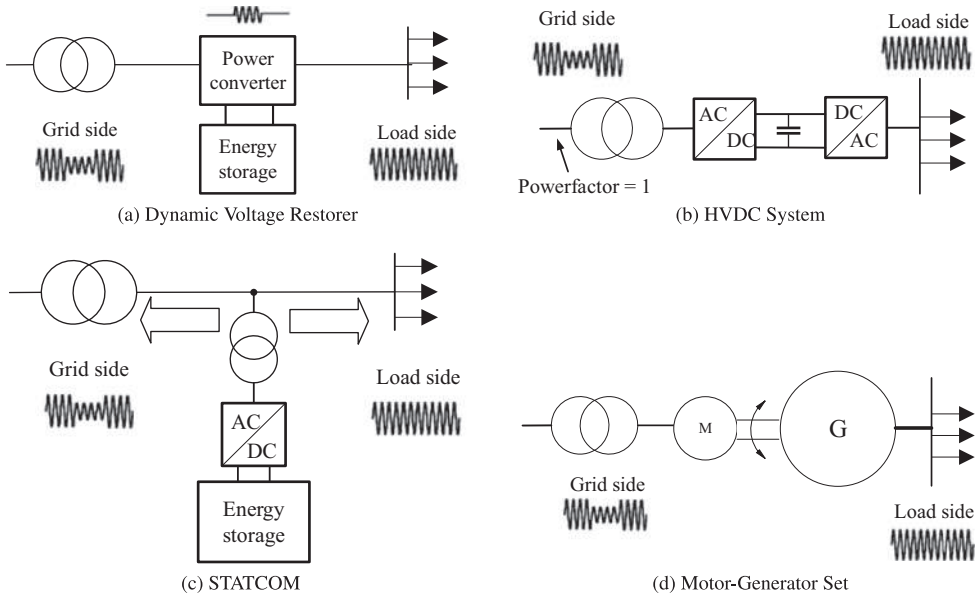 Power
converter
Grid side
Energy
storage
Load side
(a) Dynamic Voltage Restorer
Load side
Grid side
AC
DC
DC
AC
Powerfactor = 1
(b) HVDC System
Grid side
Load side
AC
DC
Energy
storage
(c) STATCOM
M
G
Grid side
Load side
(d) Motor-Generator Set